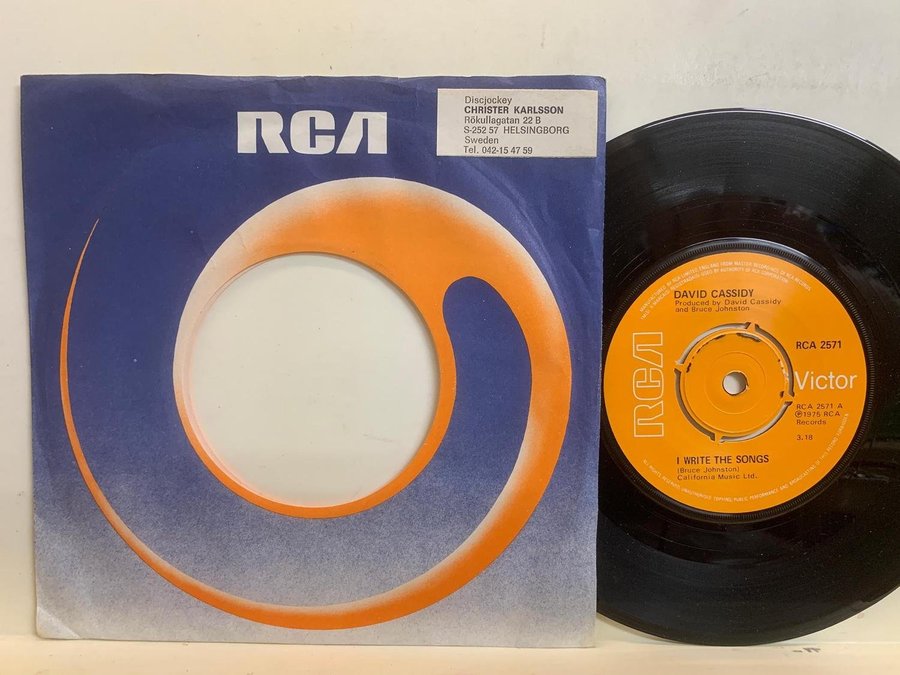 RCA
Discjockey
CHRISTER KARLSSON
Rökullagatan 22 B
S-252 57 HELSINGBORG
Sweden
Tel. 042-15 47 59
DAVID CASSIDY
Produced by David Cassidy
and Bruce Johnston
RCA 2571
RCA
Victor
RCA 2571 A
℗1975 RCA
Records
3.18
I WRITE THE SONGS
(Bruce Johnston)
California Music Ltd.